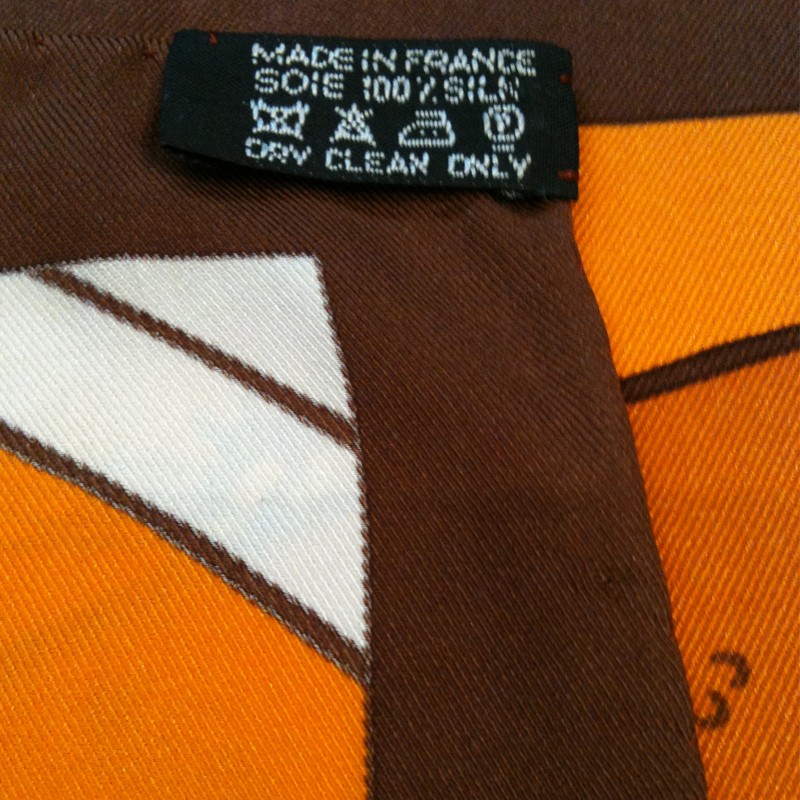 MADE IN FRANCE
SOIE 100% SILK
P
DRY CLEAN ONLY